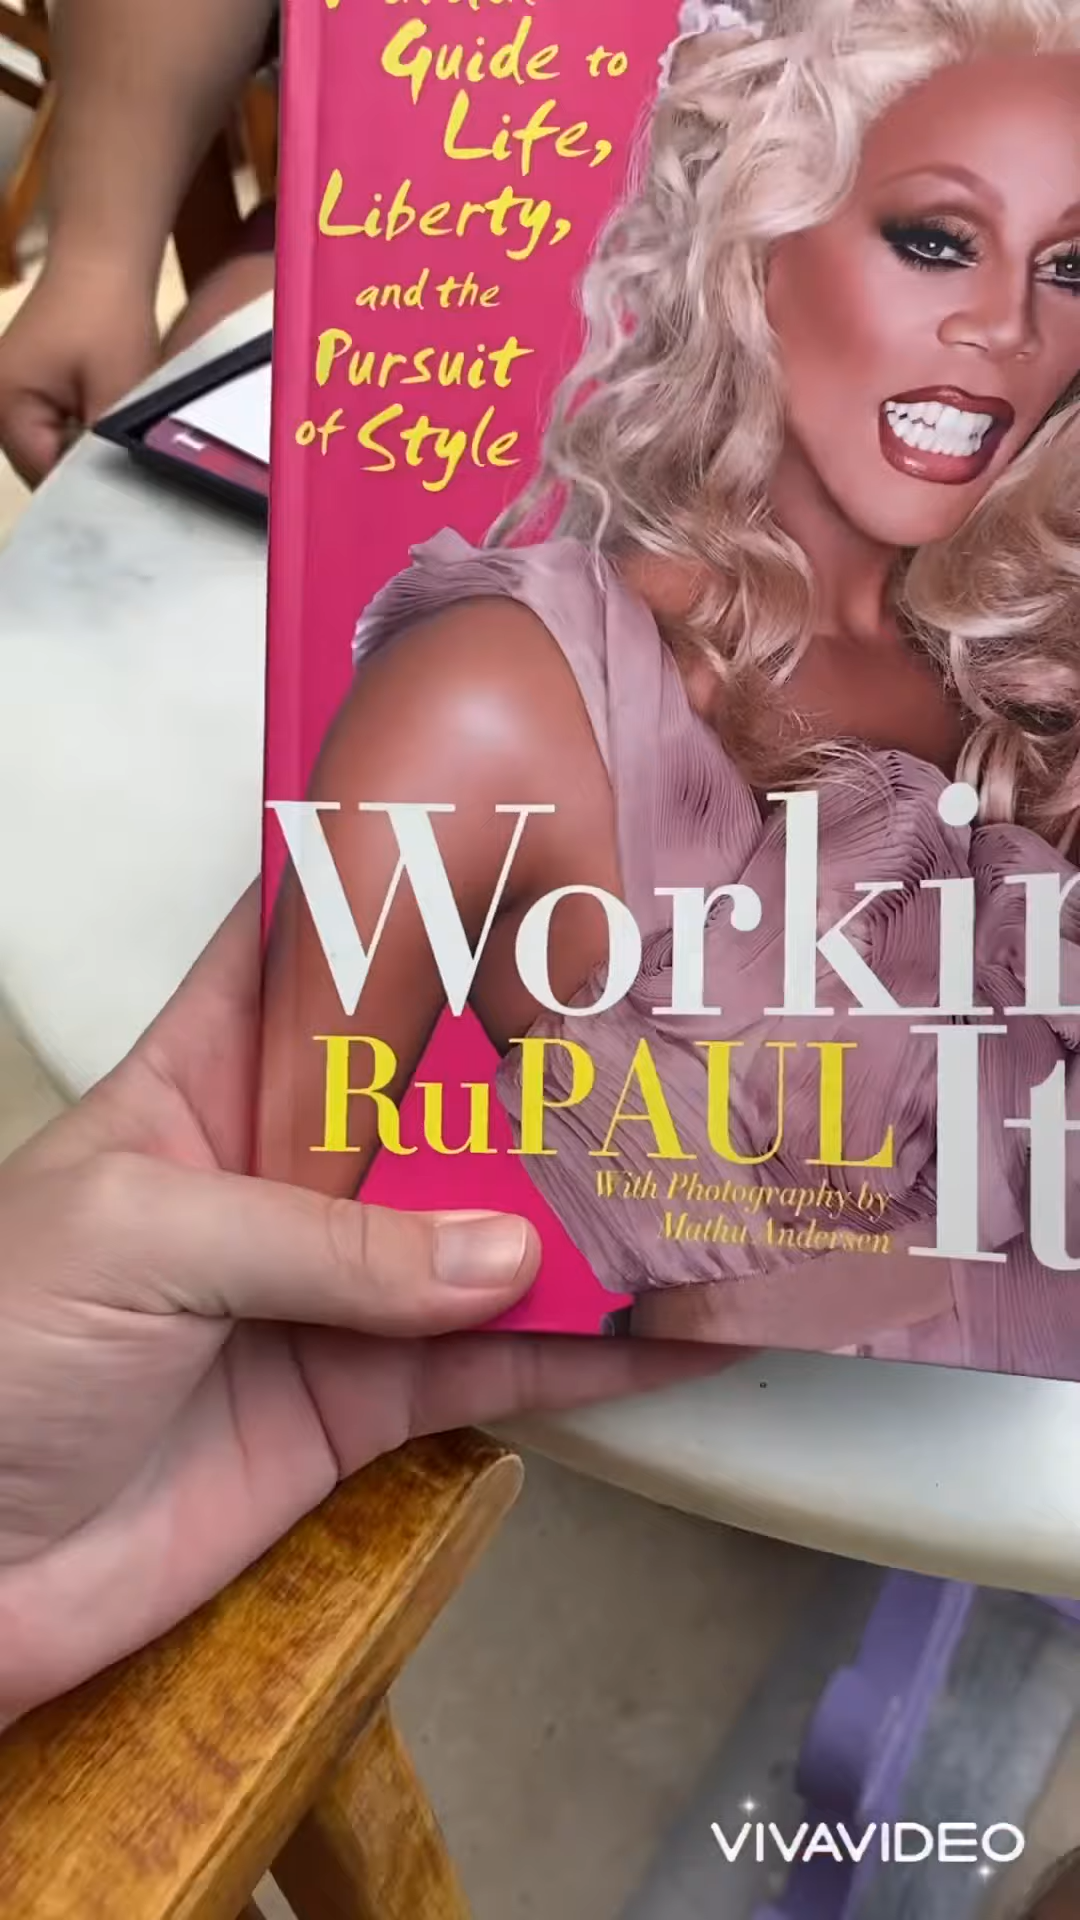 Guide to
Life,
Liberty,
and the
Pursuit
of Style
Workin
It
RuPAUL
With Photography by
Mathu Andersen
VIVAVIDEO